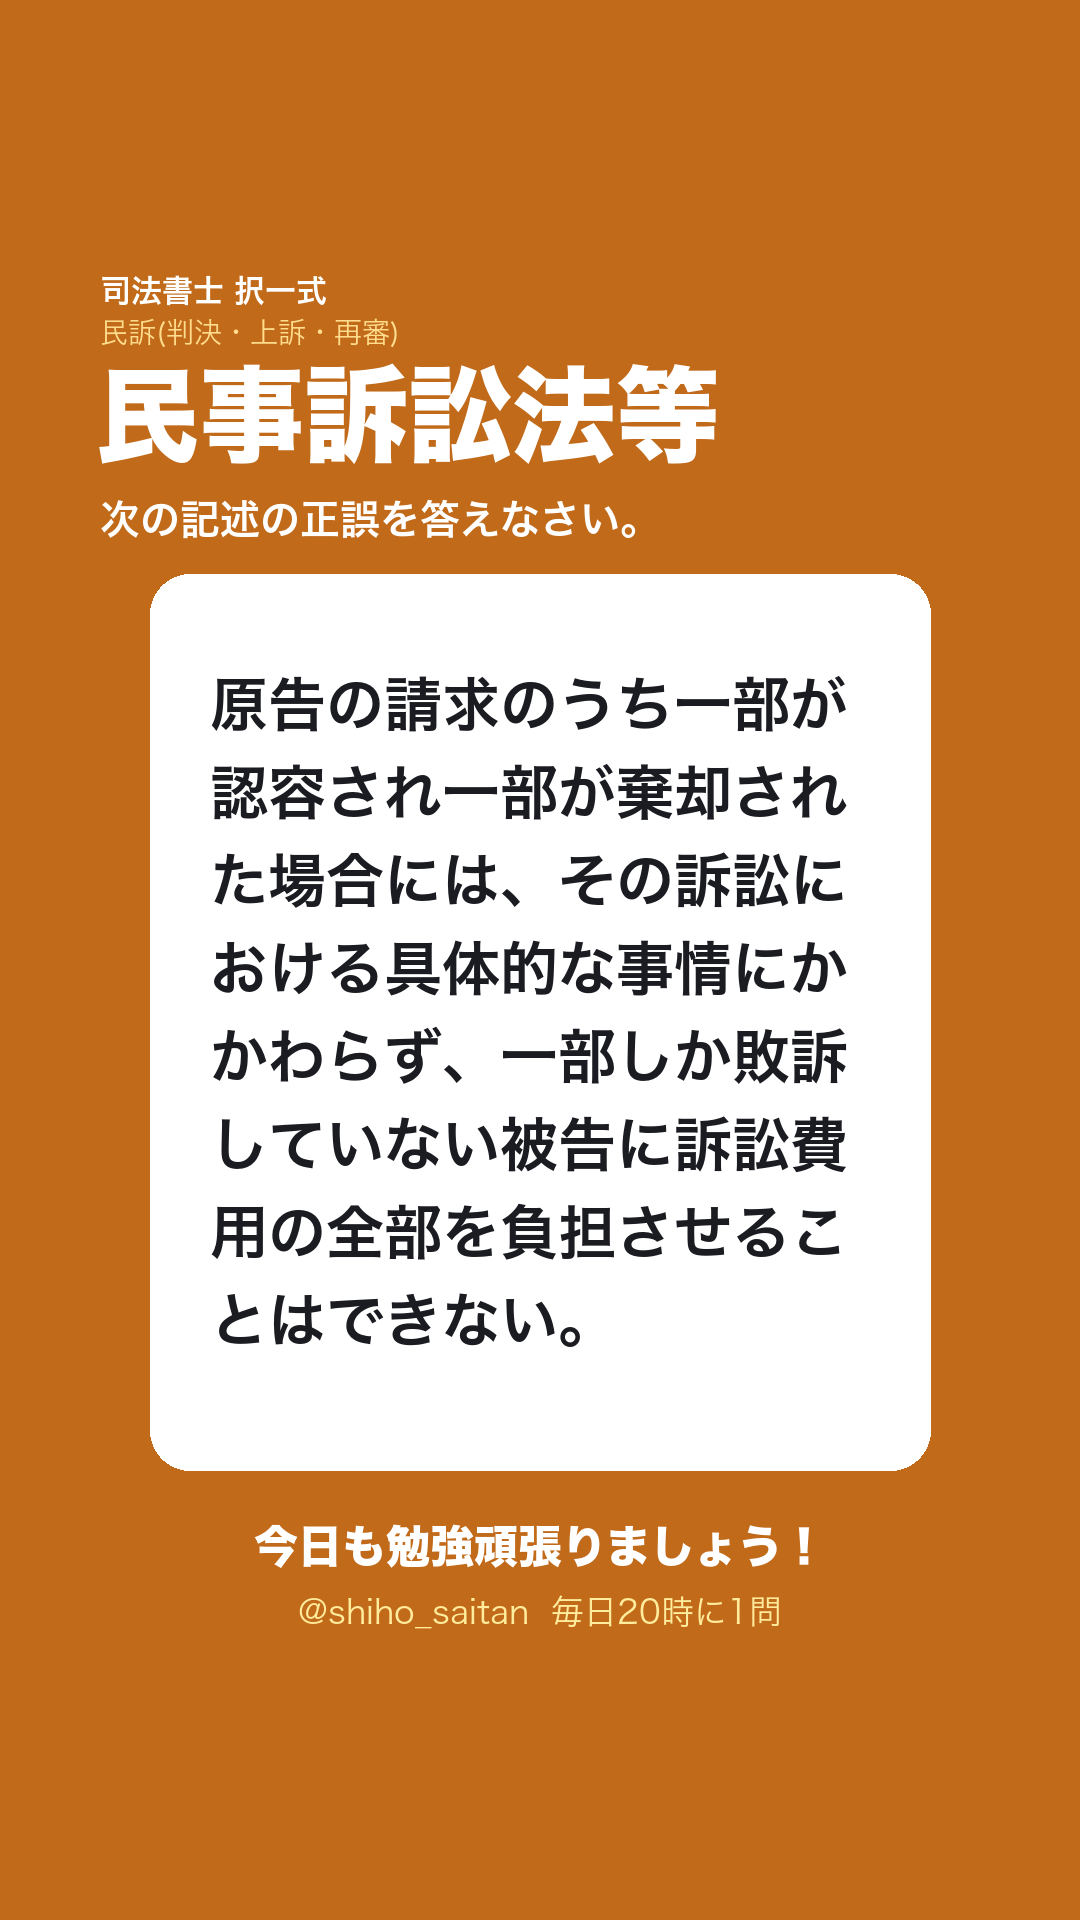 司法書士 択一式
民訴(判決・上訴・再審)
民事訴訟法等
次の記述の正誤を答えなさい。
原告の請求のうち一部が
認容され一部が棄却され
た場合には、その訴訟に
おける具体的な事情にか
かわらず、一部しか敗訴
していない被告に訴訟費
用の全部を負担させるこ
とはできない。
今日も勉強頑張りましょう！
@shiho_saitan 毎日20時に1問